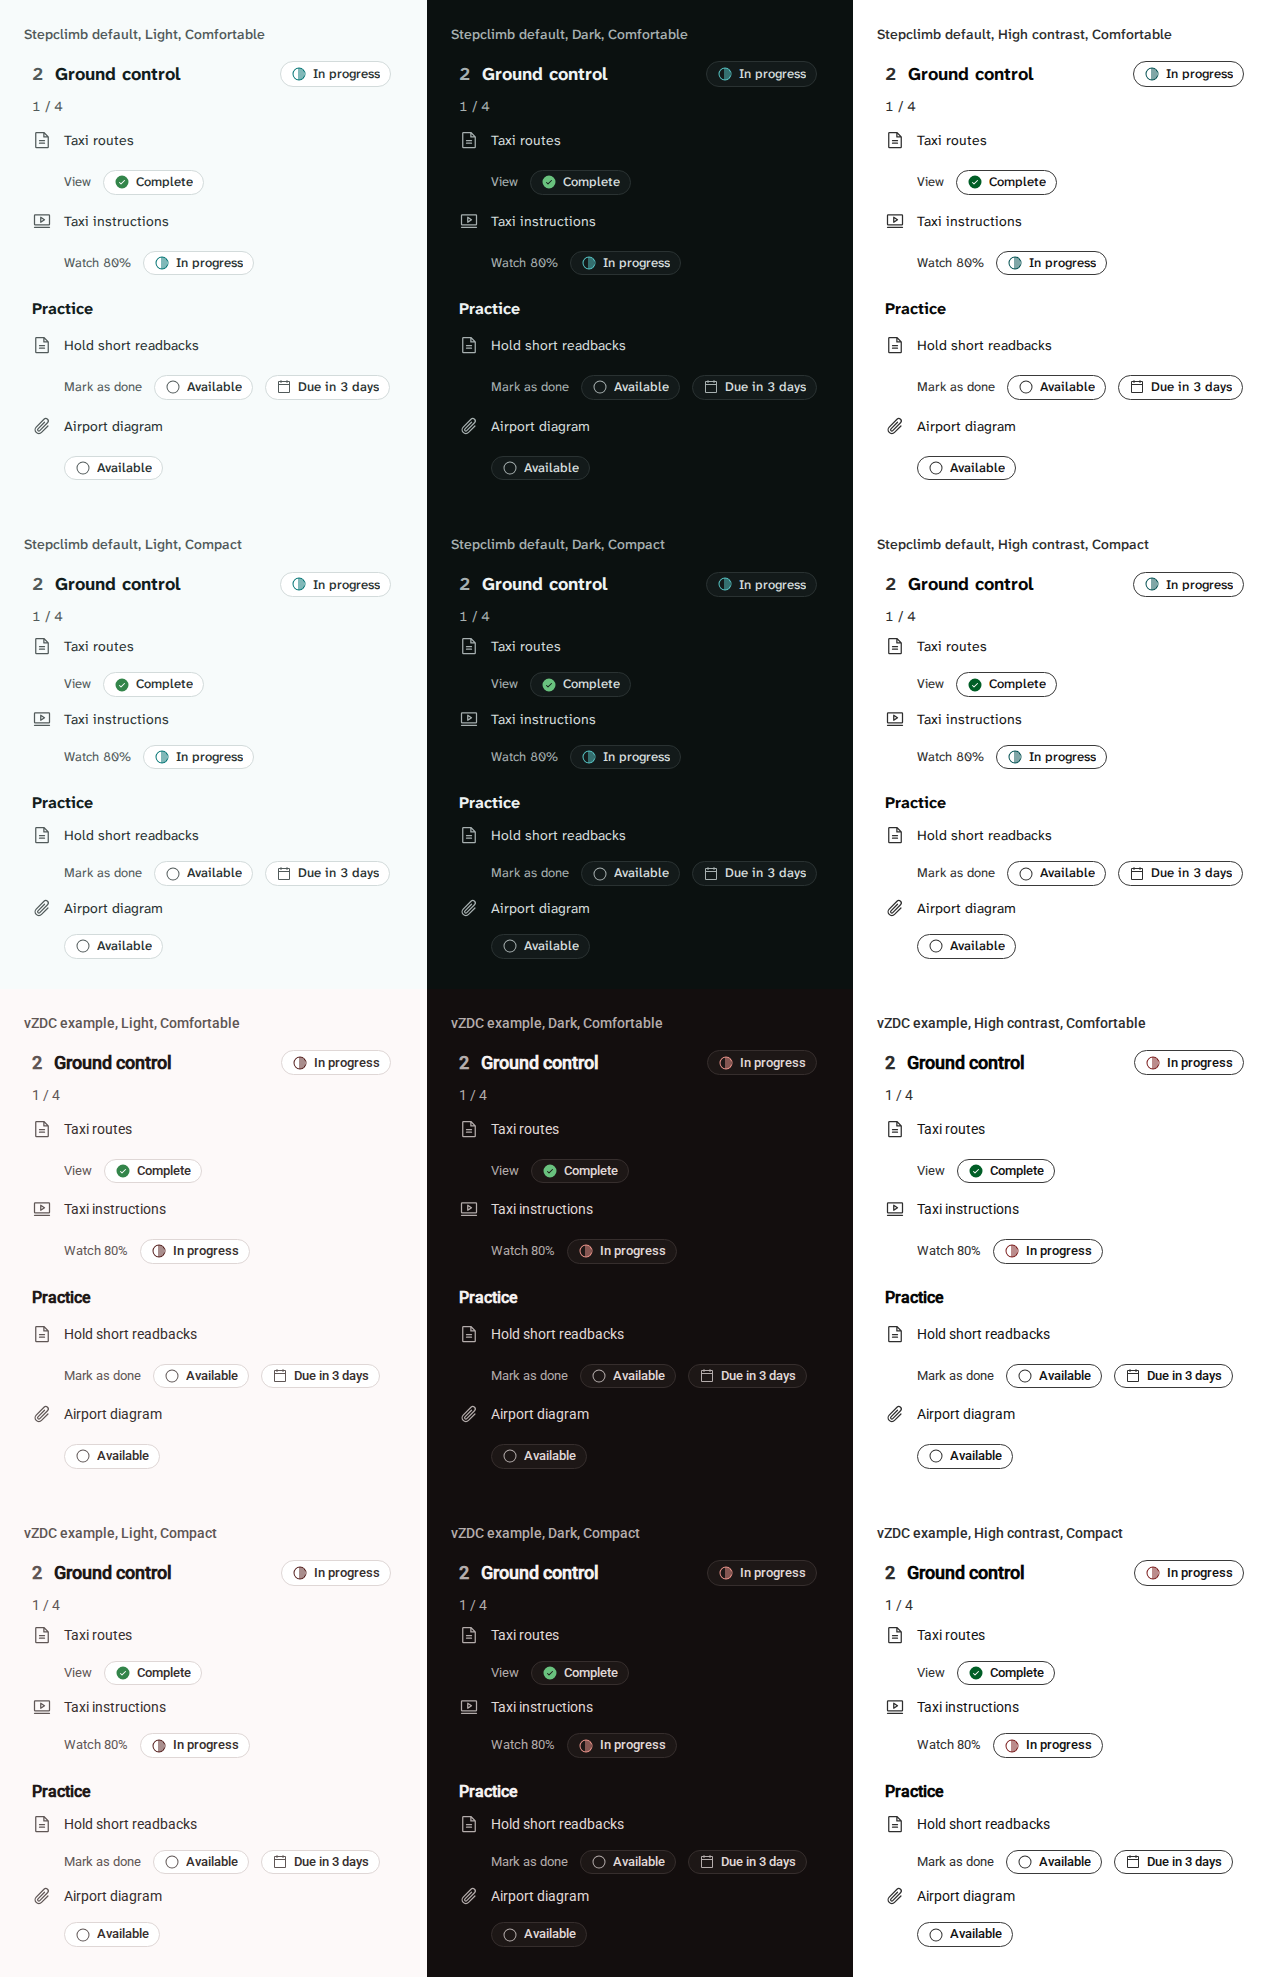 Stepclimb default, Light, Comfortable
2 Ground control In progress
1 / 4
Taxi routes
View Complete
Taxi instructions
Watch 80% In progress
Practice
Hold short readbacks
Mark as done Available Due in 3 days
Airport diagram
Available
Stepclimb default, Dark, Comfortable
2 Ground control In progress
1 / 4
Taxi routes
View Complete
Taxi instructions
Watch 80% In progress
Practice
Hold short readbacks
Mark as done Available Due in 3 days
Airport diagram
Available
Stepclimb default, High contrast, Comfortable
2 Ground control In progress
1 / 4
Taxi routes
View Complete
Taxi instructions
Watch 80% In progress
Practice
Hold short readbacks
Mark as done Available Due in 3 days
Airport diagram
Available
Stepclimb default, Light, Compact
2 Ground control In progress
1 / 4
Taxi routes
View Complete
Taxi instructions
Watch 80% In progress
Practice
Hold short readbacks
Mark as done Available Due in 3 days
Airport diagram
Available
Stepclimb default, Dark, Compact
2 Ground control In progress
1 / 4
Taxi routes
View Complete
Taxi instructions
Watch 80% In progress
Practice
Hold short readbacks
Mark as done Available Due in 3 days
Airport diagram
Available
Stepclimb default, High contrast, Compact
2 Ground control In progress
1 / 4
Taxi routes
View Complete
Taxi instructions
Watch 80% In progress
Practice
Hold short readbacks
Mark as done Available Due in 3 days
Airport diagram
Available
vZDC example, Light, Comfortable
2 Ground control In progress
1 / 4
Taxi routes
View Complete
Taxi instructions
Watch 80% In progress
Practice
Hold short readbacks
Mark as done Available Due in 3 days
Airport diagram
Available
vZDC example, Dark, Comfortable
2 Ground control In progress
1 / 4
Taxi routes
View Complete
Taxi instructions
Watch 80% In progress
Practice
Hold short readbacks
Mark as done Available Due in 3 days
Airport diagram
Available
vZDC example, High contrast, Comfortable
2 Ground control In progress
1 / 4
Taxi routes
View Complete
Taxi instructions
Watch 80% In progress
Practice
Hold short readbacks
Mark as done Available Due in 3 days
Airport diagram
Available
vZDC example, Light, Compact
2 Ground control In progress
1 / 4
Taxi routes
View Complete
Taxi instructions
Watch 80% In progress
Practice
Hold short readbacks
Mark as done Available Due in 3 days
Airport diagram
Available
vZDC example, Dark, Compact
2 Ground control In progress
1 / 4
Taxi routes
View Complete
Taxi instructions
Watch 80% In progress
Practice
Hold short readbacks
Mark as done Available Due in 3 days
Airport diagram
Available
vZDC example, High contrast, Compact
2 Ground control In progress
1 / 4
Taxi routes
View Complete
Taxi instructions
Watch 80% In progress
Practice
Hold short readbacks
Mark as done Available Due in 3 days
Airport diagram
Available